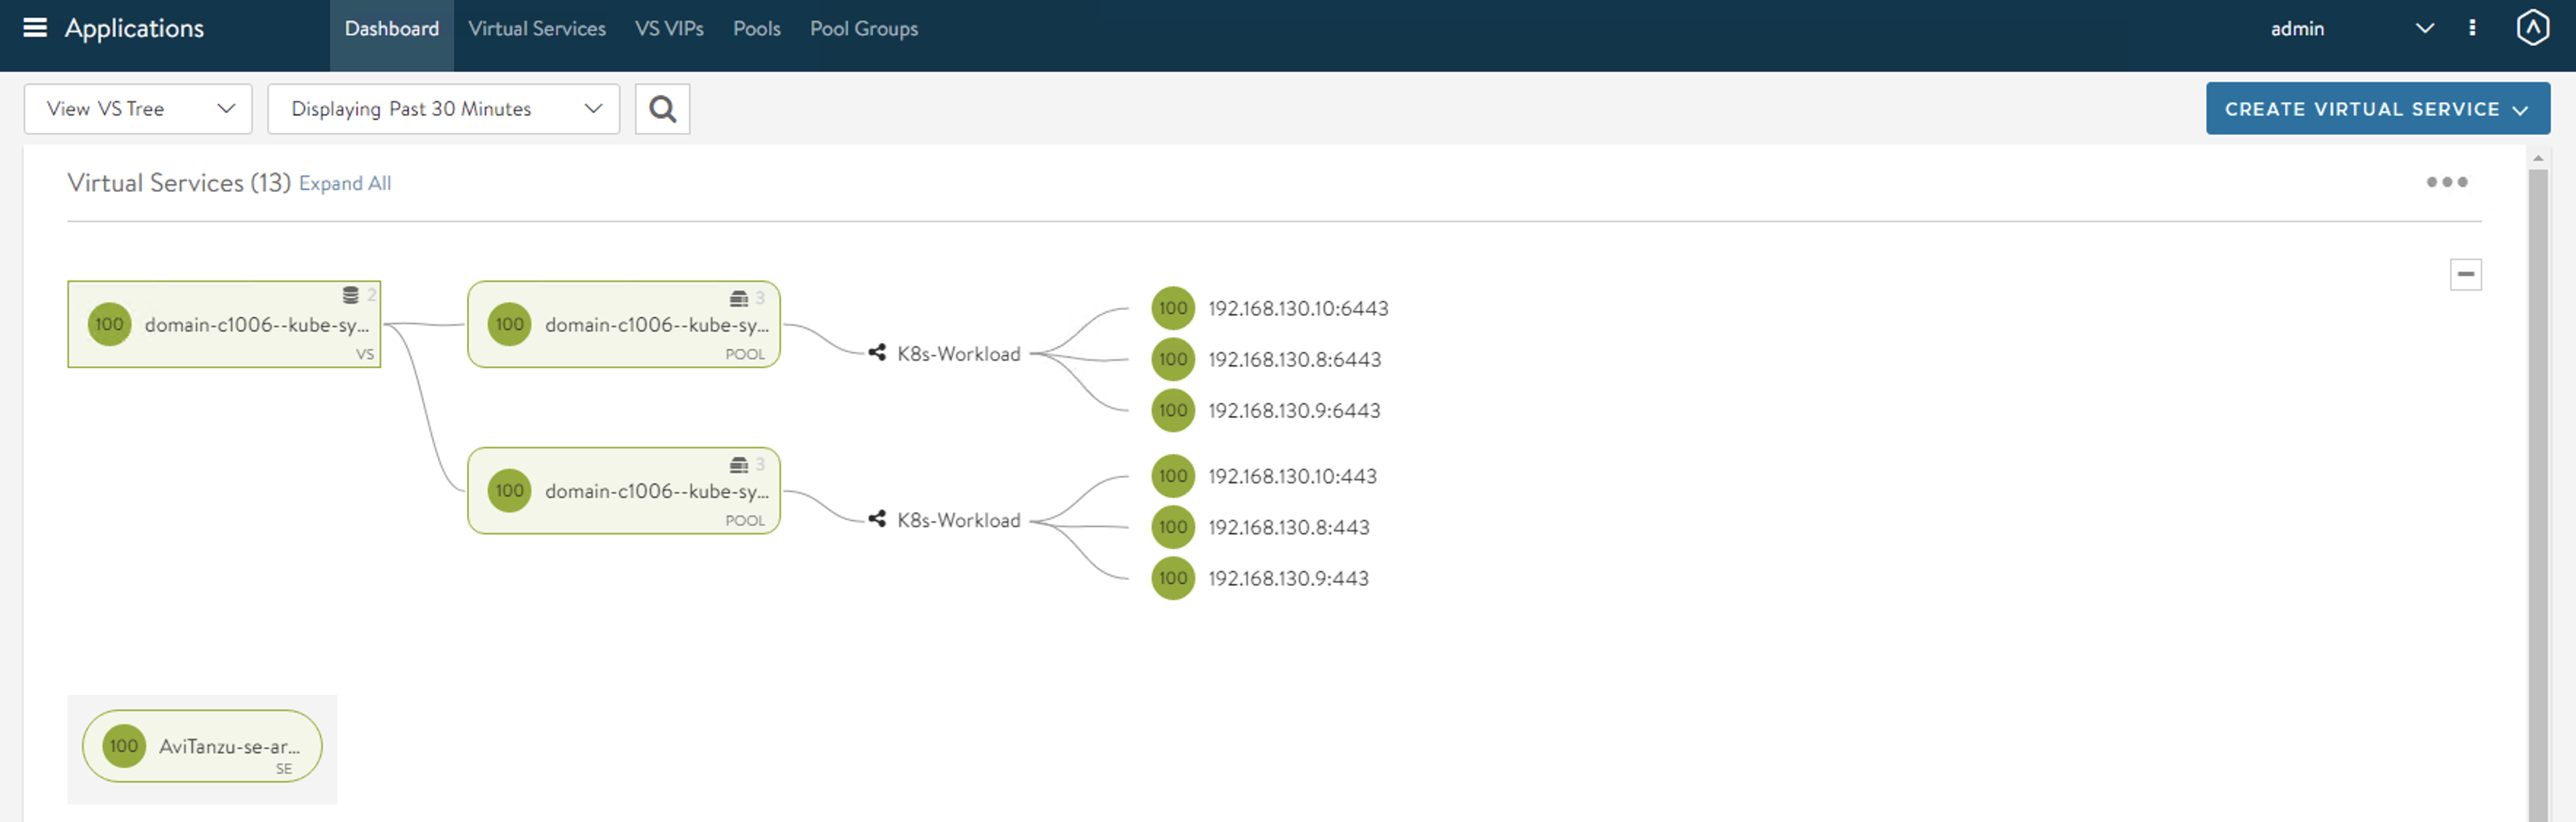 Applications Dashboard Virtual Services VS VIPs Pools Pool Groups admin
View VS Tree Displaying Past 30 Minutes CREATE VIRTUAL SERVICE
Virtual Services (13) Expand All
2
100 domain-c1006--kube-sy...
VS
3
100 domain-c1006--kube-sy...
POOL
K8s-Workload
100 192.168.130.10:6443
100 192.168.130.8:6443
100 192.168.130.9:6443
3
100 domain-c1006--kube-sy...
POOL
K8s-Workload
100 192.168.130.10:443
100 192.168.130.8:443
100 192.168.130.9:443
100 AviTanzu-se-ar...
SE